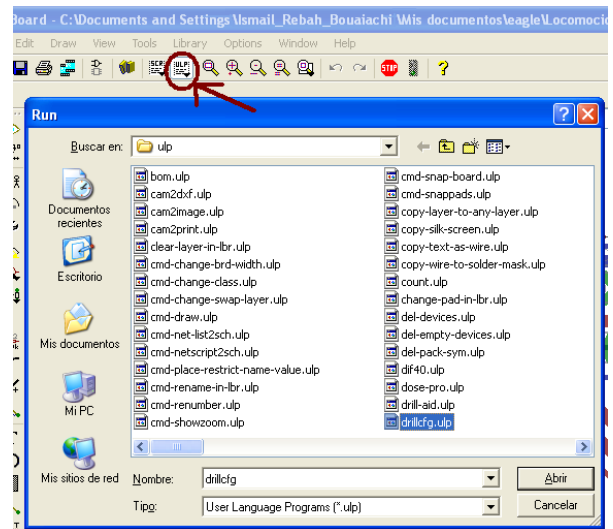 Board - C:\Documents and Settings\Ismail_Rebah_Bouaiachi\Mis documentos\eagle\Locomoci
Edit Draw View Tools Library Options Window Help
SCR ULP STOP ?
Run
Buscar en: ulp
Documentos recientes
Escritorio
Mis documentos
Mi PC
Mis sitios de red
bom.ulp
cam2dxf.ulp
cam2image.ulp
cam2print.ulp
clear-layer-in-lbr.ulp
cmd-change-brd-width.ulp
cmd-change-class.ulp
cmd-change-swap-layer.ulp
cmd-draw.ulp
cmd-net-list2sch.ulp
cmd-netscript2sch.ulp
cmd-place-restrict-name-value.ulp
cmd-rename-in-lbr.ulp
cmd-renumber.ulp
cmd-showzoom.ulp
cmd-snap-board.ulp
cmd-snappads.ulp
copy-layer-to-any-layer.ulp
copy-silk-screen.ulp
copy-text-as-wire.ulp
copy-wire-to-solder-mask.ulp
count.ulp
change-pad-in-lbr.ulp
del-devices.ulp
del-empty-devices.ulp
del-pack-sym.ulp
dif40.ulp
dose-pro.ulp
drill-aid.ulp
drillcfg.ulp
Nombre: drillcfg Abrir
Tipo: User Language Programs (*.ulp) Cancelar